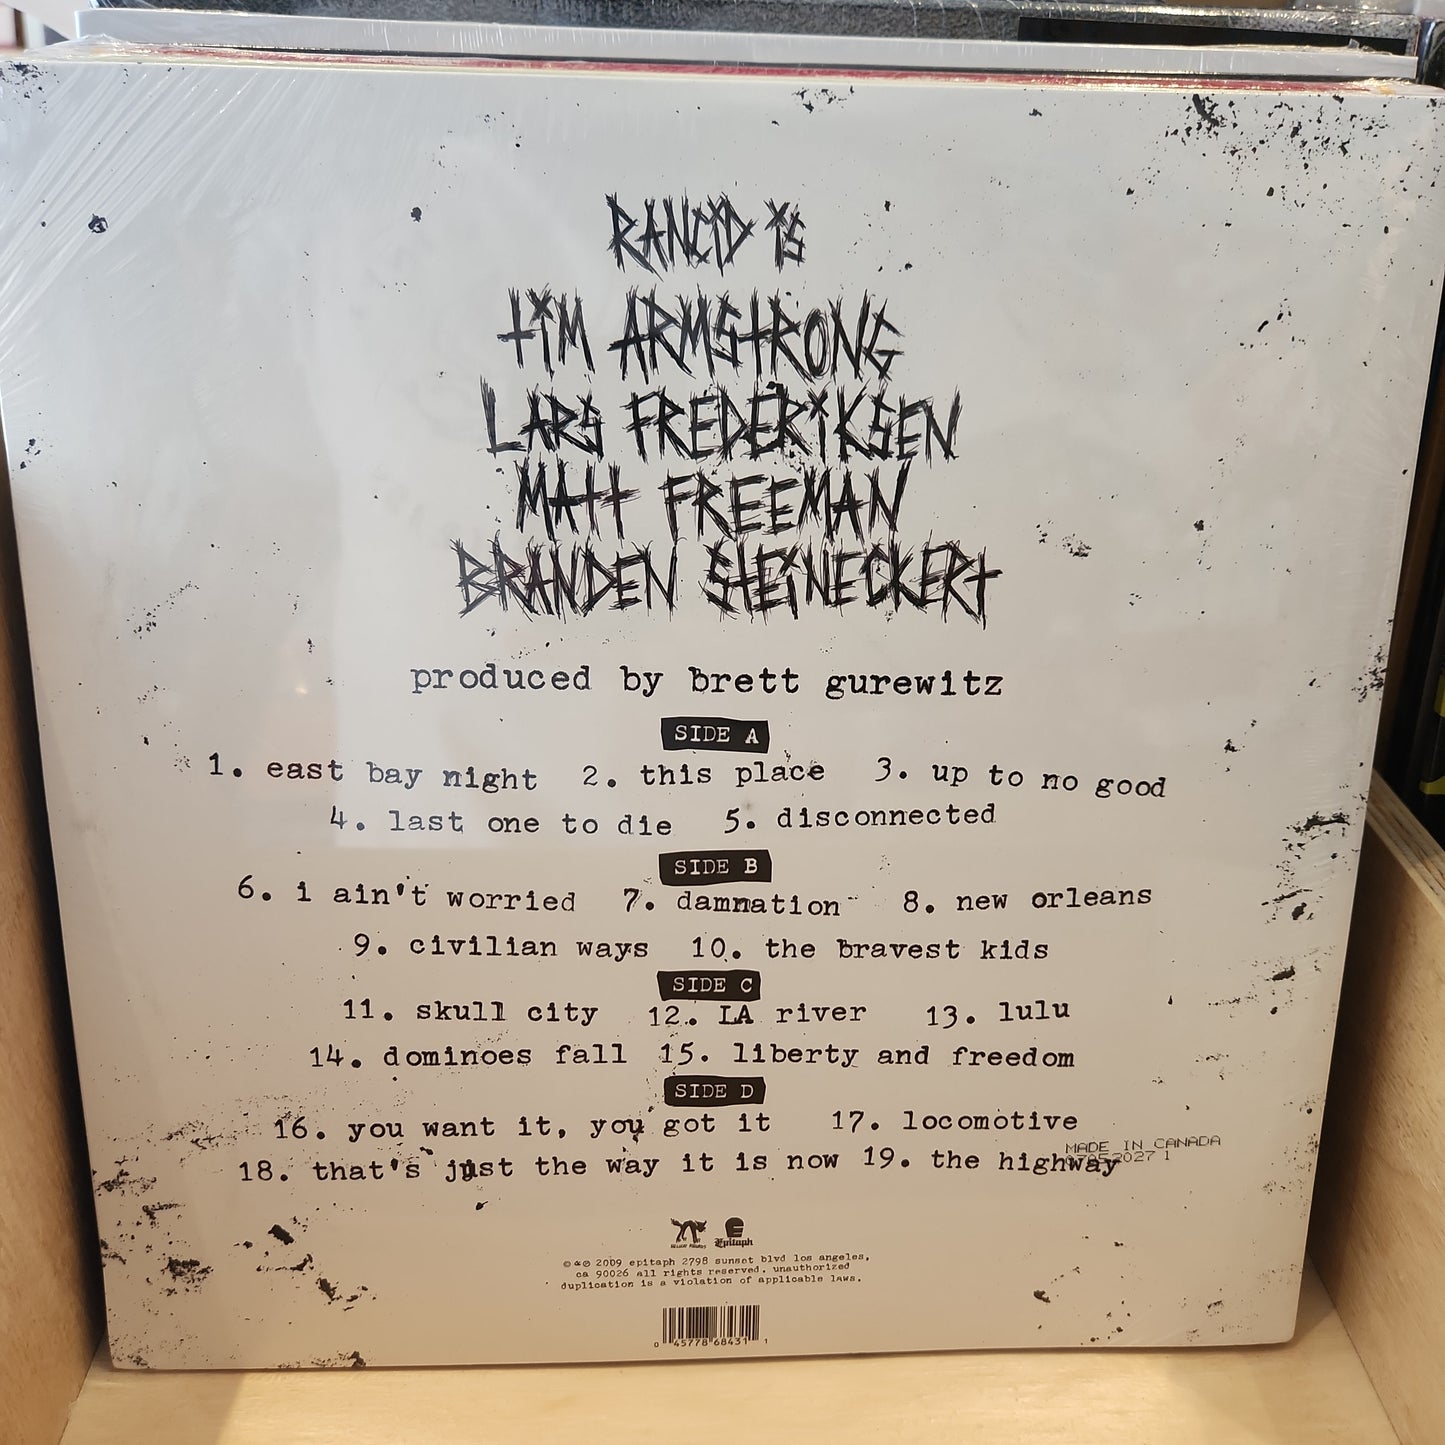 RANCID iS
tiM ARMStRONG
LARS FREDERiKSEN
MAtt FREEMAN
BRANDEN StEiNECKERt
produced by brett gurewitz
SIDE A
1. east bay night 2. this place 3. up to no good
4. last one to die 5. disconnected
SIDE B
6. i ain't worried 7. damnation 8. new orleans
9. civilian ways 10. the bravest kids
SIDE C
11. skull city 12. LA river 13. lulu
14. dominoes fall 15. liberty and freedom
SIDE D
16. you want it, you got it 17. locomotive
18. that's just the way it is now 19. the highway
MADE IN CANADA
Epitaph
© & ℗ 2009 epitaph 2798 sunset blvd los angeles,
ca 90026 all rights reserved. unauthorized
duplication is a violation of applicable laws.
0 45778 68431 1